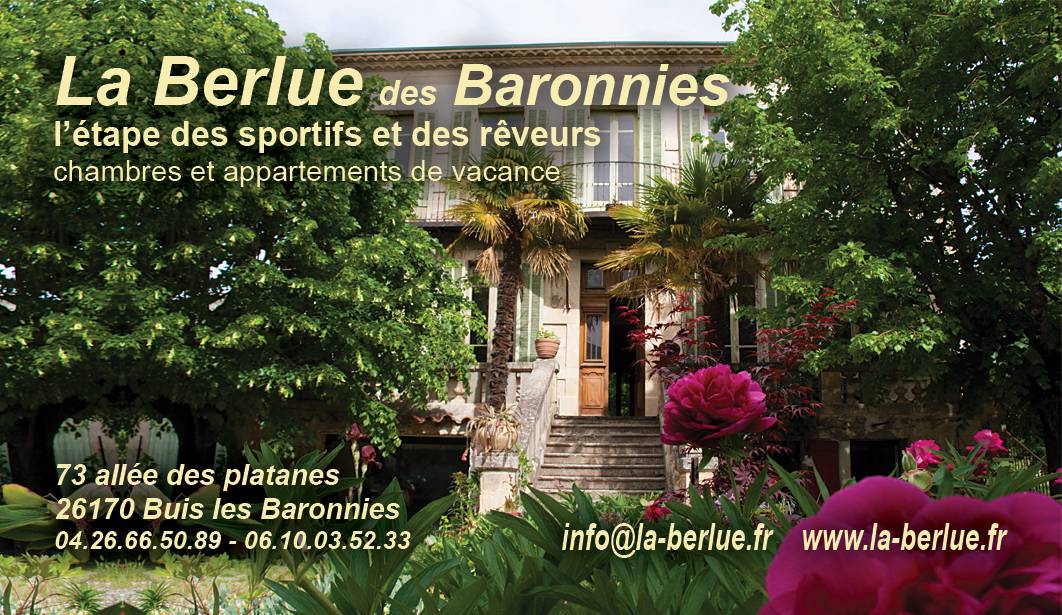 La Berlue des Baronnies
l'étape des sportifs et des rêveurs
chambres et appartements de vacance
73 allée des platanes
26170 Buis les Baronnies
04.26.66.50.89 - 06.10.03.52.33
info@la-berlue.fr www.la-berlue.fr